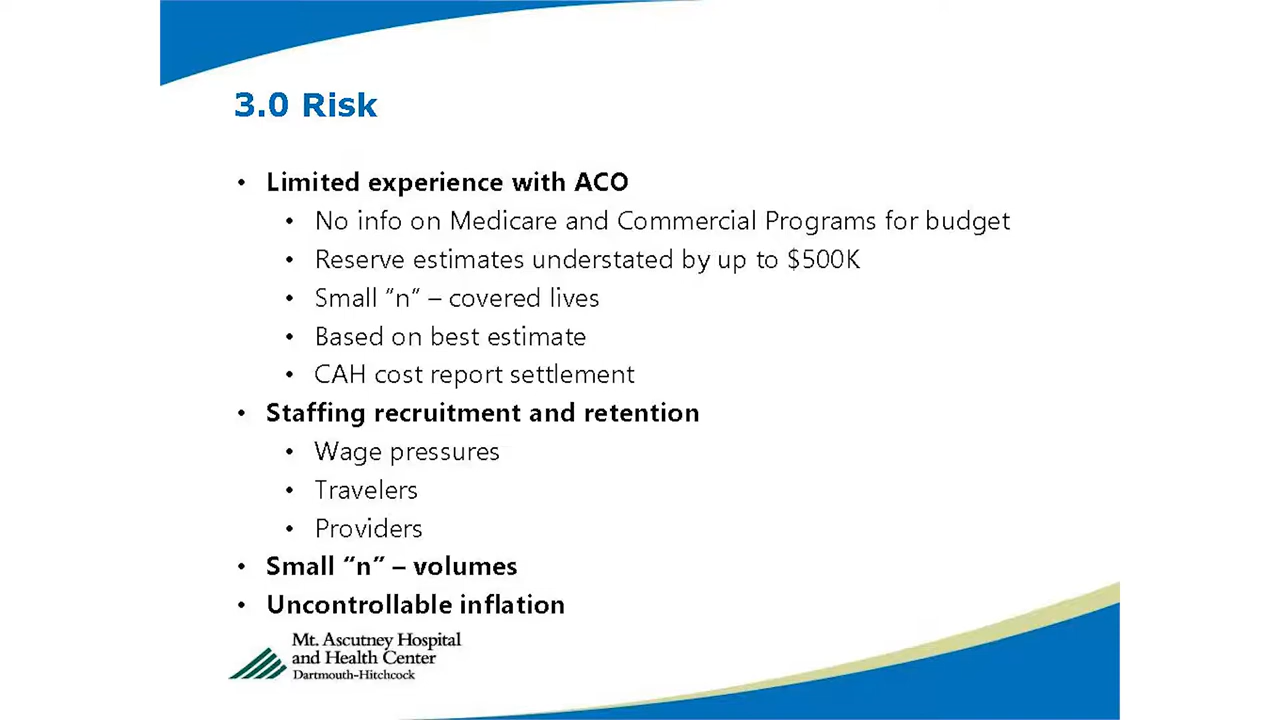 3.0 Risk
• Limited experience with ACO
• No info on Medicare and Commercial Programs for budget
• Reserve estimates understated by up to $500K
• Small “n” – covered lives
• Based on best estimate
• CAH cost report settlement
• Staffing recruitment and retention
• Wage pressures
• Travelers
• Providers
• Small “n” – volumes
• Uncontrollable inflation
Mt. Ascutney Hospital
and Health Center
Dartmouth-Hitchcock